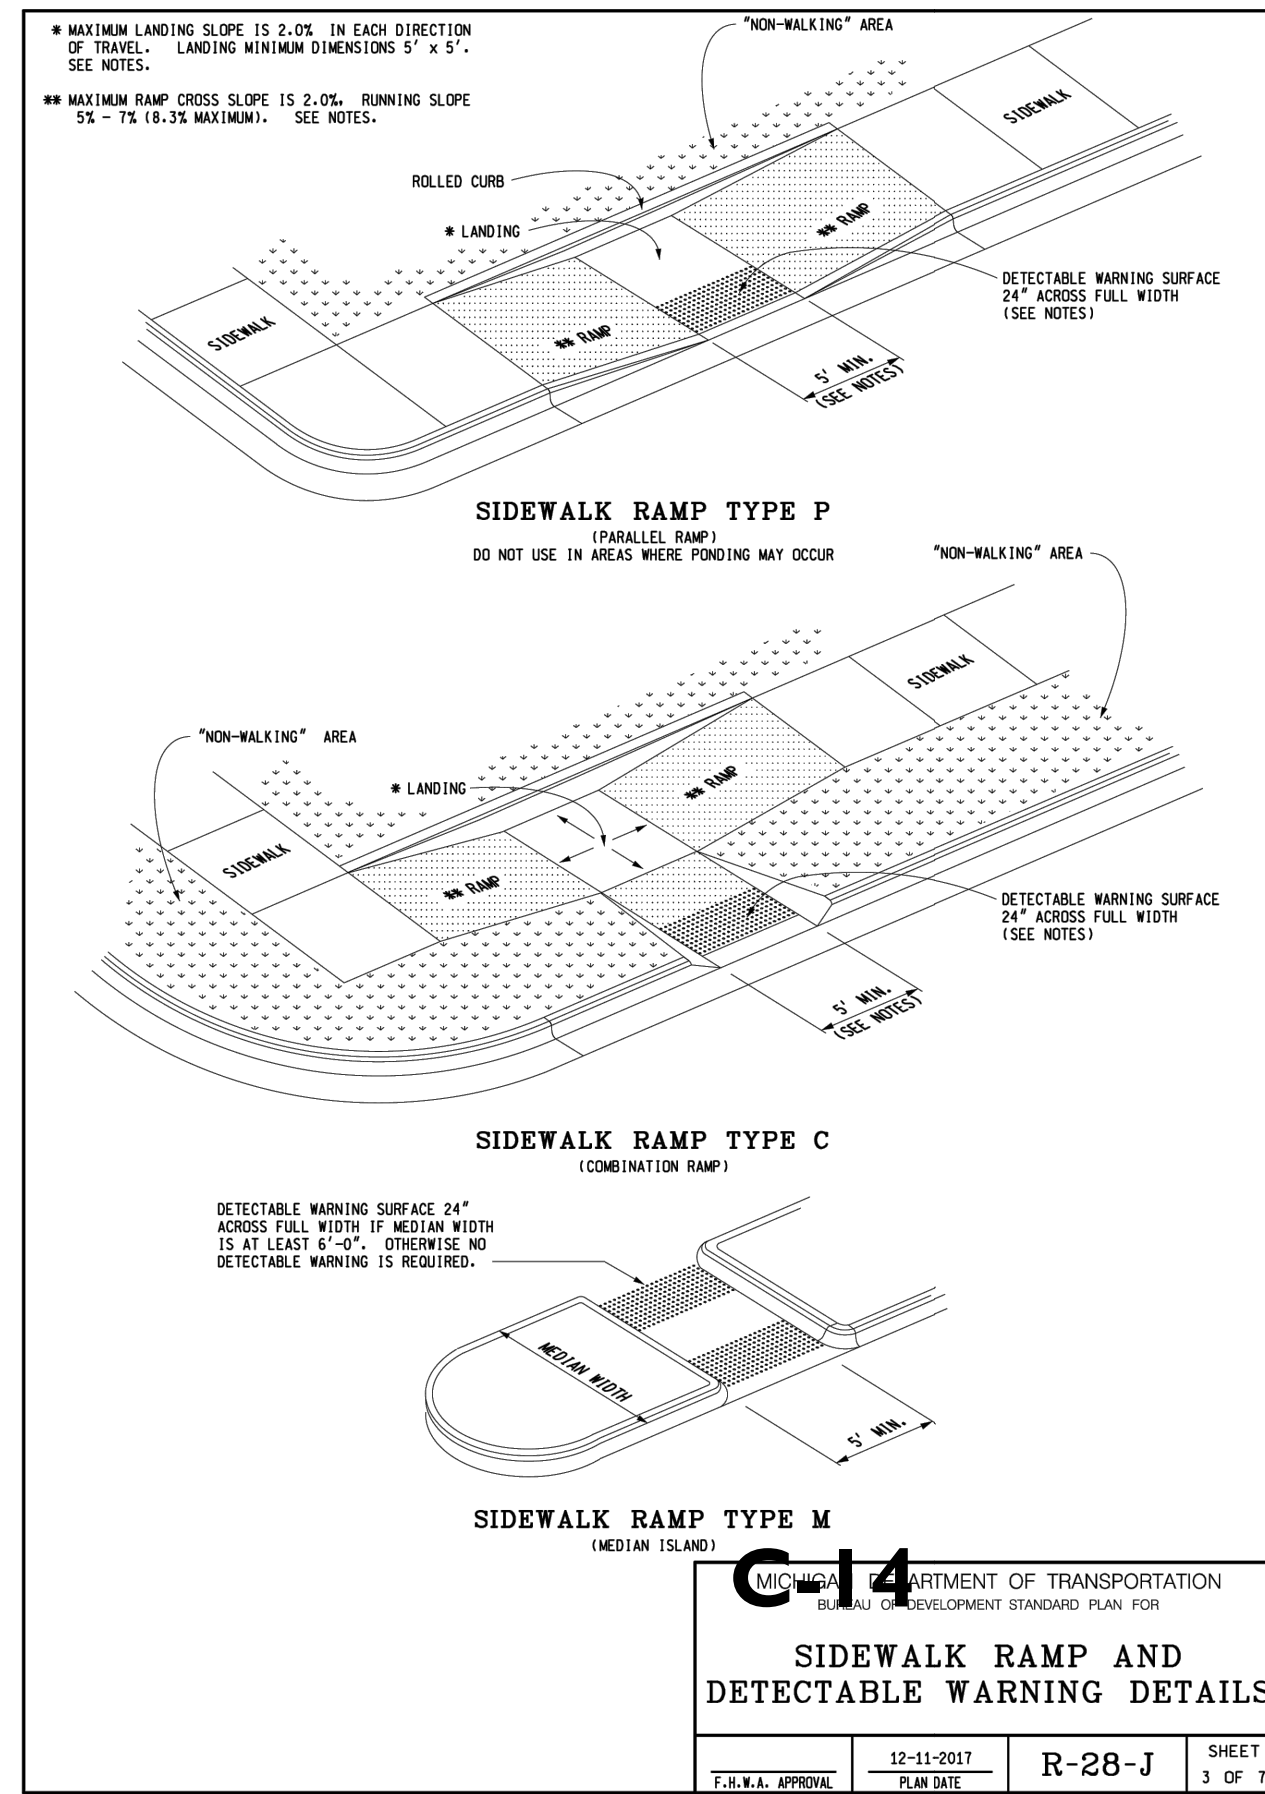 * MAXIMUM LANDING SLOPE IS 2.0% IN EACH DIRECTION
OF TRAVEL. LANDING MINIMUM DIMENSIONS 5' x 5'.
SEE NOTES.
** MAXIMUM RAMP CROSS SLOPE IS 2.0%, RUNNING SLOPE
5% - 7% (8.3% MAXIMUM). SEE NOTES.
"NON-WALKING" AREA
SIDEWALK
ROLLED CURB
* LANDING
** RAMP
DETECTABLE WARNING SURFACE
24" ACROSS FULL WIDTH
(SEE NOTES)
SIDEWALK
** RAMP
5' MIN.
(SEE NOTES)
SIDEWALK RAMP TYPE P
(PARALLEL RAMP)
DO NOT USE IN AREAS WHERE PONDING MAY OCCUR
"NON-WALKING" AREA
SIDEWALK
"NON-WALKING" AREA
* LANDING
** RAMP
SIDEWALK
** RAMP
DETECTABLE WARNING SURFACE
24" ACROSS FULL WIDTH
(SEE NOTES)
5' MIN.
(SEE NOTES)
SIDEWALK RAMP TYPE C
(COMBINATION RAMP)
DETECTABLE WARNING SURFACE 24"
ACROSS FULL WIDTH IF MEDIAN WIDTH
IS AT LEAST 6'-0". OTHERWISE NO
DETECTABLE WARNING IS REQUIRED.
MEDIAN WIDTH
5' MIN.
SIDEWALK RAMP TYPE M
(MEDIAN ISLAND)
C-14
MICHIGAN DEPARTMENT OF TRANSPORTATION
BUREAU OF DEVELOPMENT STANDARD PLAN FOR
SIDEWALK RAMP AND
DETECTABLE WARNING DETAILS
F.H.W.A. APPROVAL
12-11-2017
PLAN DATE
R-28-J
SHEET
3 OF 7